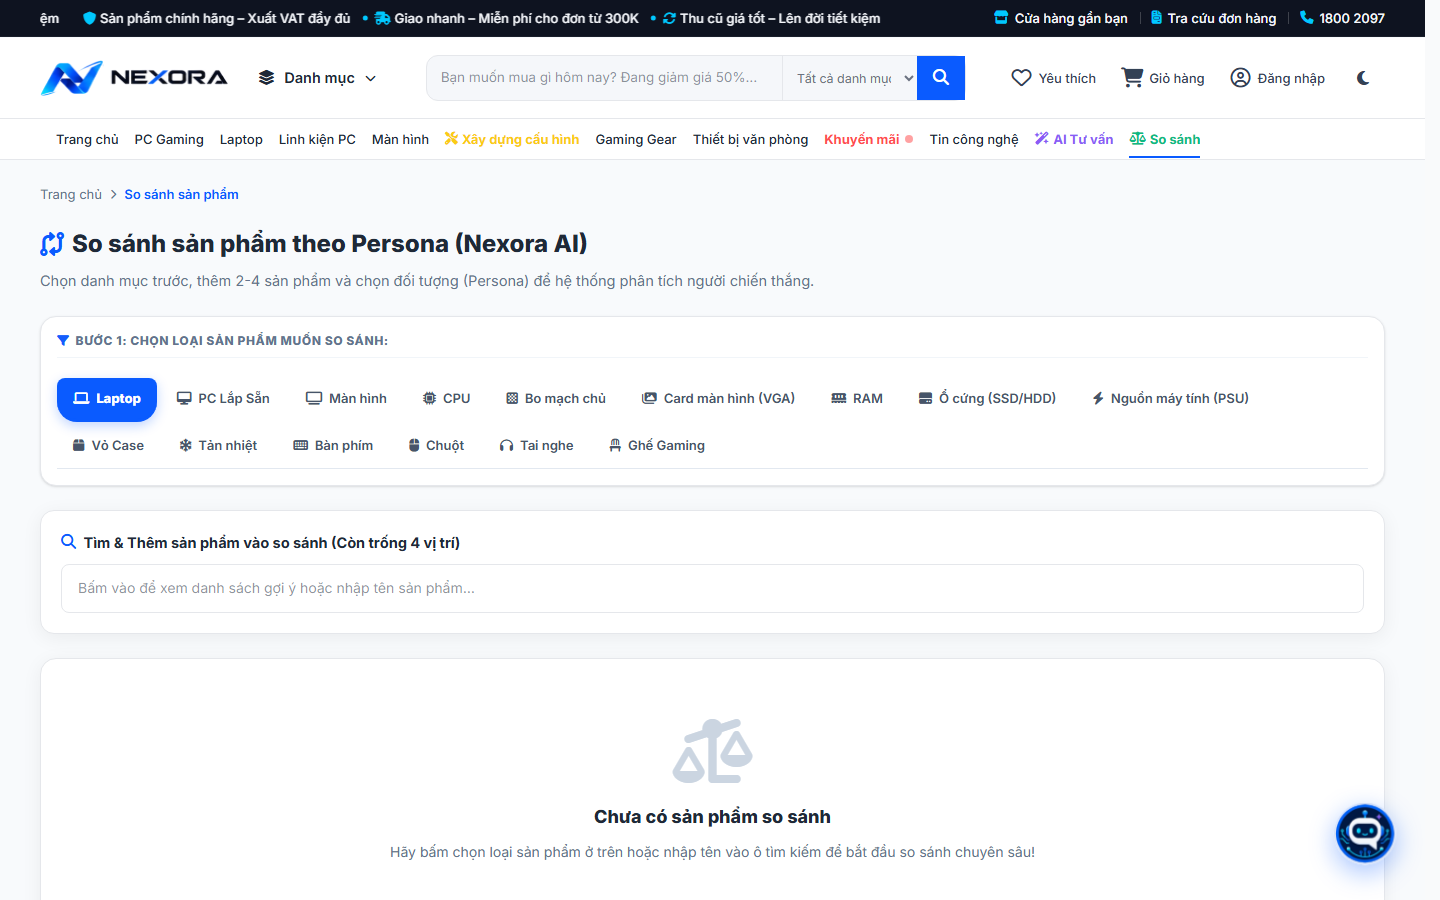 ệm
Sản phẩm chính hãng – Xuất VAT đầy đủ • Giao nhanh – Miễn phí cho đơn từ 300K • Thu cũ giá tốt – Lên đời tiết kiệm
Cửa hàng gần bạn
Tra cứu đơn hàng
1800 2097
NEXORA
Danh mục
Bạn muốn mua gì hôm nay? Đang giảm giá 50%...
Tất cả danh mục
Yêu thích
Giỏ hàng
Đăng nhập
Trang chủ
PC Gaming
Laptop
Linh kiện PC
Màn hình
Xây dựng cấu hình
Gaming Gear
Thiết bị văn phòng
Khuyến mãi
Tin công nghệ
AI Tư vấn
So sánh
Trang chủ
So sánh sản phẩm
So sánh sản phẩm theo Persona (Nexora AI)
Chọn danh mục trước, thêm 2-4 sản phẩm và chọn đối tượng (Persona) để hệ thống phân tích người chiến thắng.
BƯỚC 1: CHỌN LOẠI SẢN PHẨM MUỐN SO SÁNH:
Laptop
PC Lắp Sẵn
Màn hình
CPU
Bo mạch chủ
Card màn hình (VGA)
RAM
Ổ cứng (SSD/HDD)
Nguồn máy tính (PSU)
Vỏ Case
Tản nhiệt
Bàn phím
Chuột
Tai nghe
Ghế Gaming
Tìm & Thêm sản phẩm vào so sánh (Còn trống 4 vị trí)
Bấm vào để xem danh sách gợi ý hoặc nhập tên sản phẩm...
Chưa có sản phẩm so sánh
Hãy bấm chọn loại sản phẩm ở trên hoặc nhập tên vào ô tìm kiếm để bắt đầu so sánh chuyên sâu!